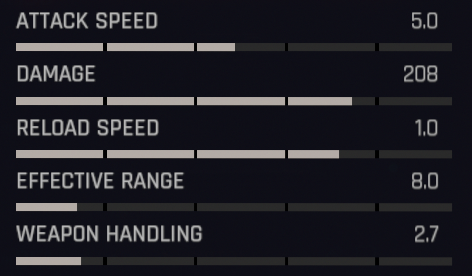 ATTACK SPEED 5.0
DAMAGE 208
RELOAD SPEED 1.0
EFFECTIVE RANGE 8.0
WEAPON HANDLING 2.7